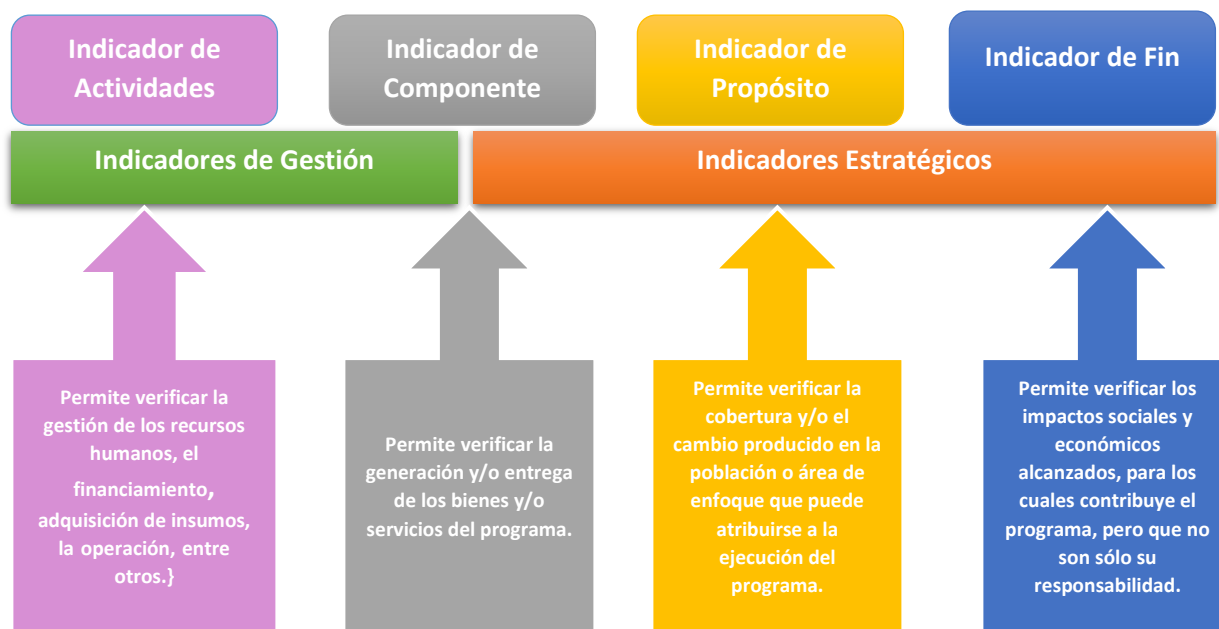 Indicador de
Actividades
Indicador de
Componente
Indicador de
Propósito
Indicador de Fin
Indicadores de Gestión
Indicadores Estratégicos
Permite verificar la
gestión de los recursos
humanos, el
financiamiento,
adquisición de insumos,
la operación, entre
otros.}
Permite verificar la
generación y/o entrega
de los bienes y/o
servicios del programa.
Permite verificar la
cobertura y/o el
cambio producido en la
población o área de
enfoque que puede
atribuirse a la
ejecución del
programa.
Permite verificar los
impactos sociales y
económicos
alcanzados, para los
cuales contribuye el
programa, pero que no
son sólo su
responsabilidad.